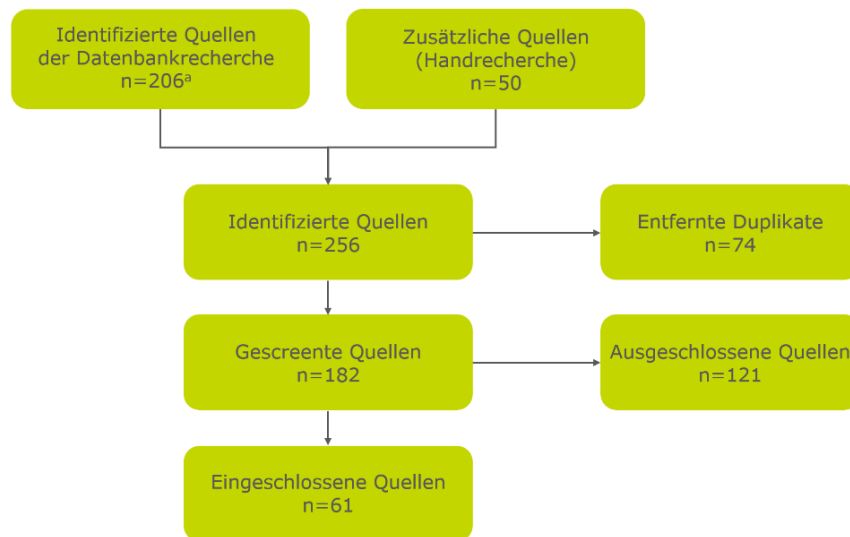 Identifizierte Quellen
der Datenbankrecherche
n=206ª
Zusätzliche Quellen
(Handrecherche)
n=50
Identifizierte Quellen
n=256
Entfernte Duplikate
n=74
Gescreente Quellen
n=182
Ausgeschlossene Quellen
n=121
Eingeschlossene Quellen
n=61